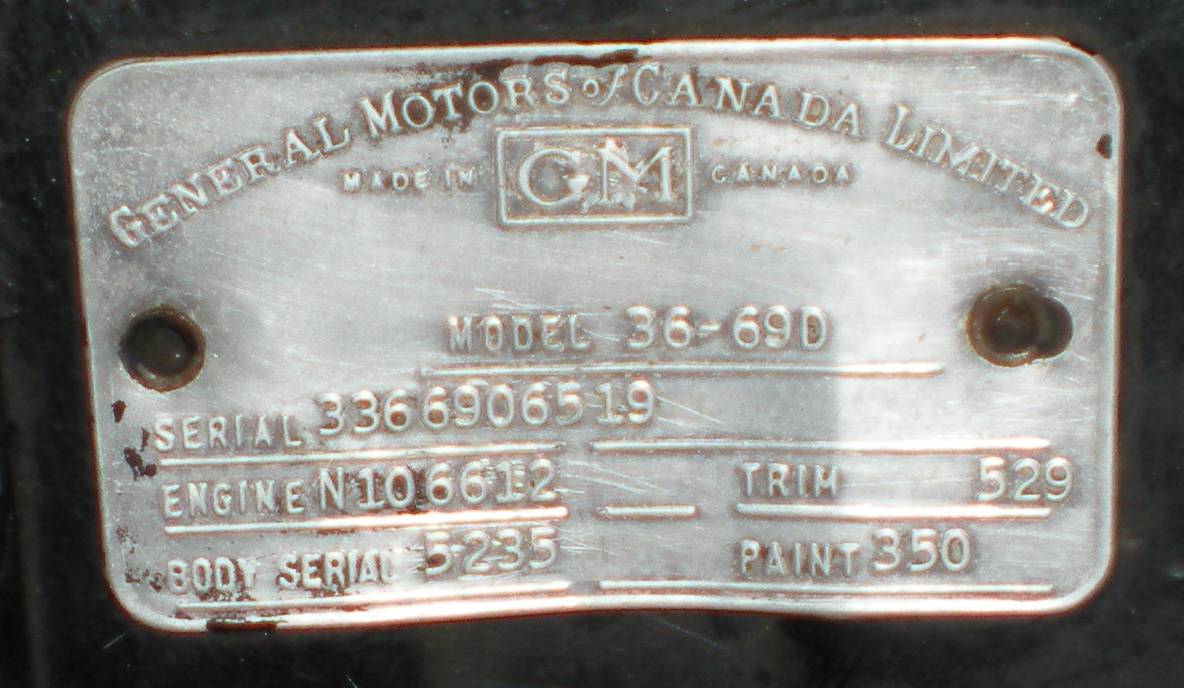 GENERAL MOTORS of CANADA LIMITED
MADE IN GM CANADA
MODEL 36-69D
SERIAL 3366906519
ENGINE N106612 TRIM 529
BODY SERIAL 5235 PAINT 350